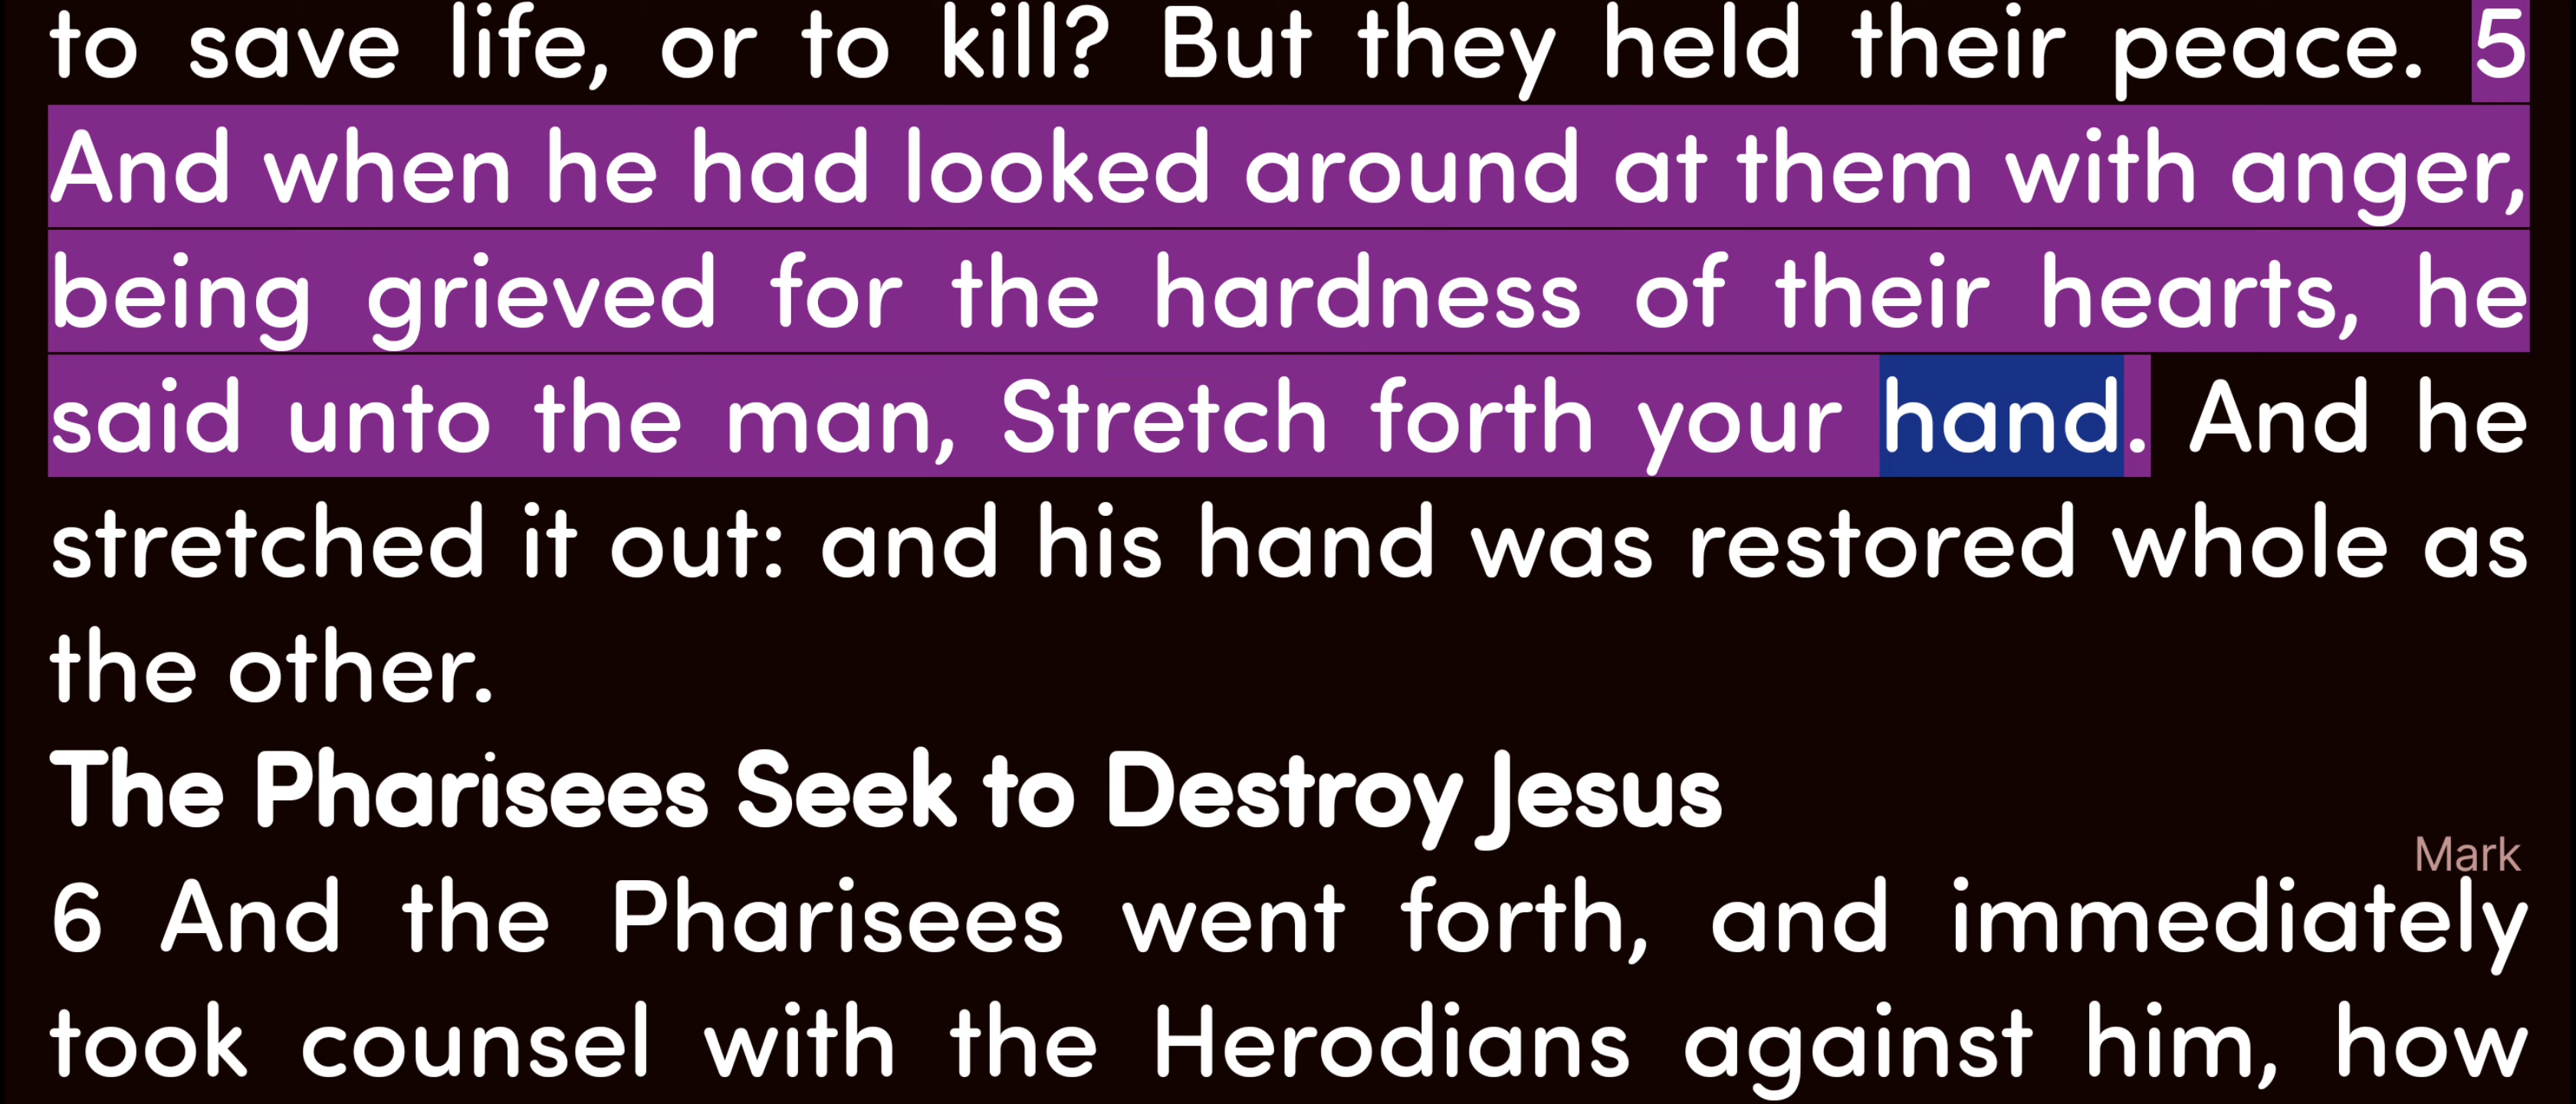 to save life, or to kill? But they held their peace. 5
And when he had looked around at them with anger,
being grieved for the hardness of their hearts, he
said unto the man, Stretch forth your hand. And he
stretched it out: and his hand was restored whole as
the other.
The Pharisees Seek to Destroy Jesus
Mark
6 And the Pharisees went forth, and immediately
took counsel with the Herodians against him, how